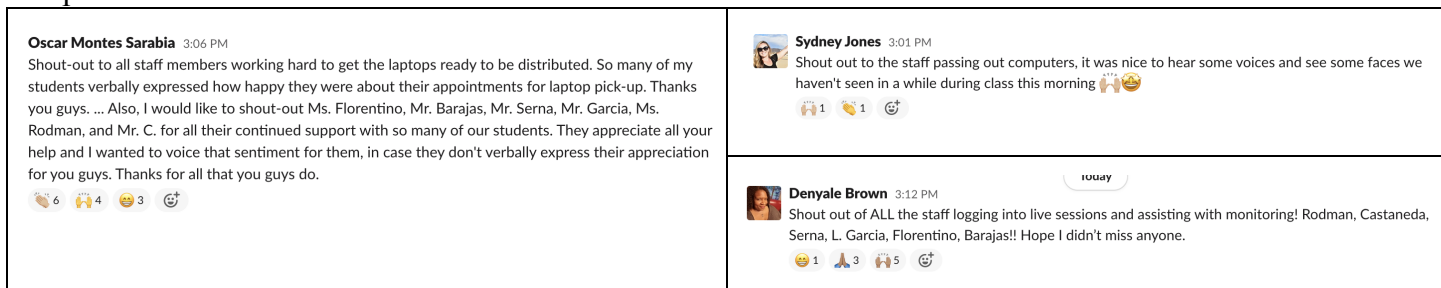 Oscar Montes Sarabia 3:06 PM
Shout-out to all staff members working hard to get the laptops ready to be distributed. So many of my
students verbally expressed how happy they were about their appointments for laptop pick-up. Thanks
you guys. ... Also, I would like to shout-out Ms. Florentino, Mr. Barajas, Mr. Serna, Mr. Garcia, Ms.
Rodman, and Mr. C. for all their continued support with so many of our students. They appreciate all your
help and I wanted to voice that sentiment for them, in case they don't verbally express their appreciation
for you guys. Thanks for all that you guys do.
6 4 3
Sydney Jones 3:01 PM
Shout out to the staff passing out computers, it was nice to hear some voices and see some faces we
haven't seen in a while during class this morning 🙌🏼🤩
1 1
Today
Denyale Brown 3:12 PM
Shout out of ALL the staff logging into live sessions and assisting with monitoring! Rodman, Castaneda,
Serna, L. Garcia, Florentino, Barajas!! Hope I didn't miss anyone.
1 3 5